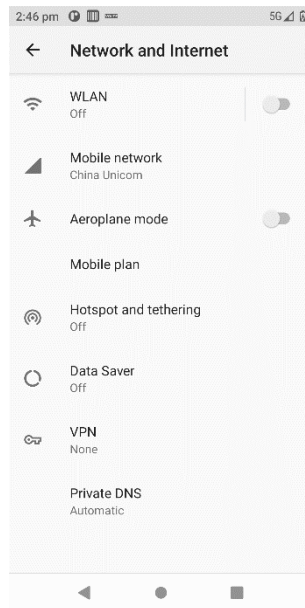 2:46 pm 5G
Network and Internet
WLAN
Off
Mobile network
China Unicom
Aeroplane mode
Mobile plan
Hotspot and tethering
Off
Data Saver
Off
VPN
None
Private DNS
Automatic